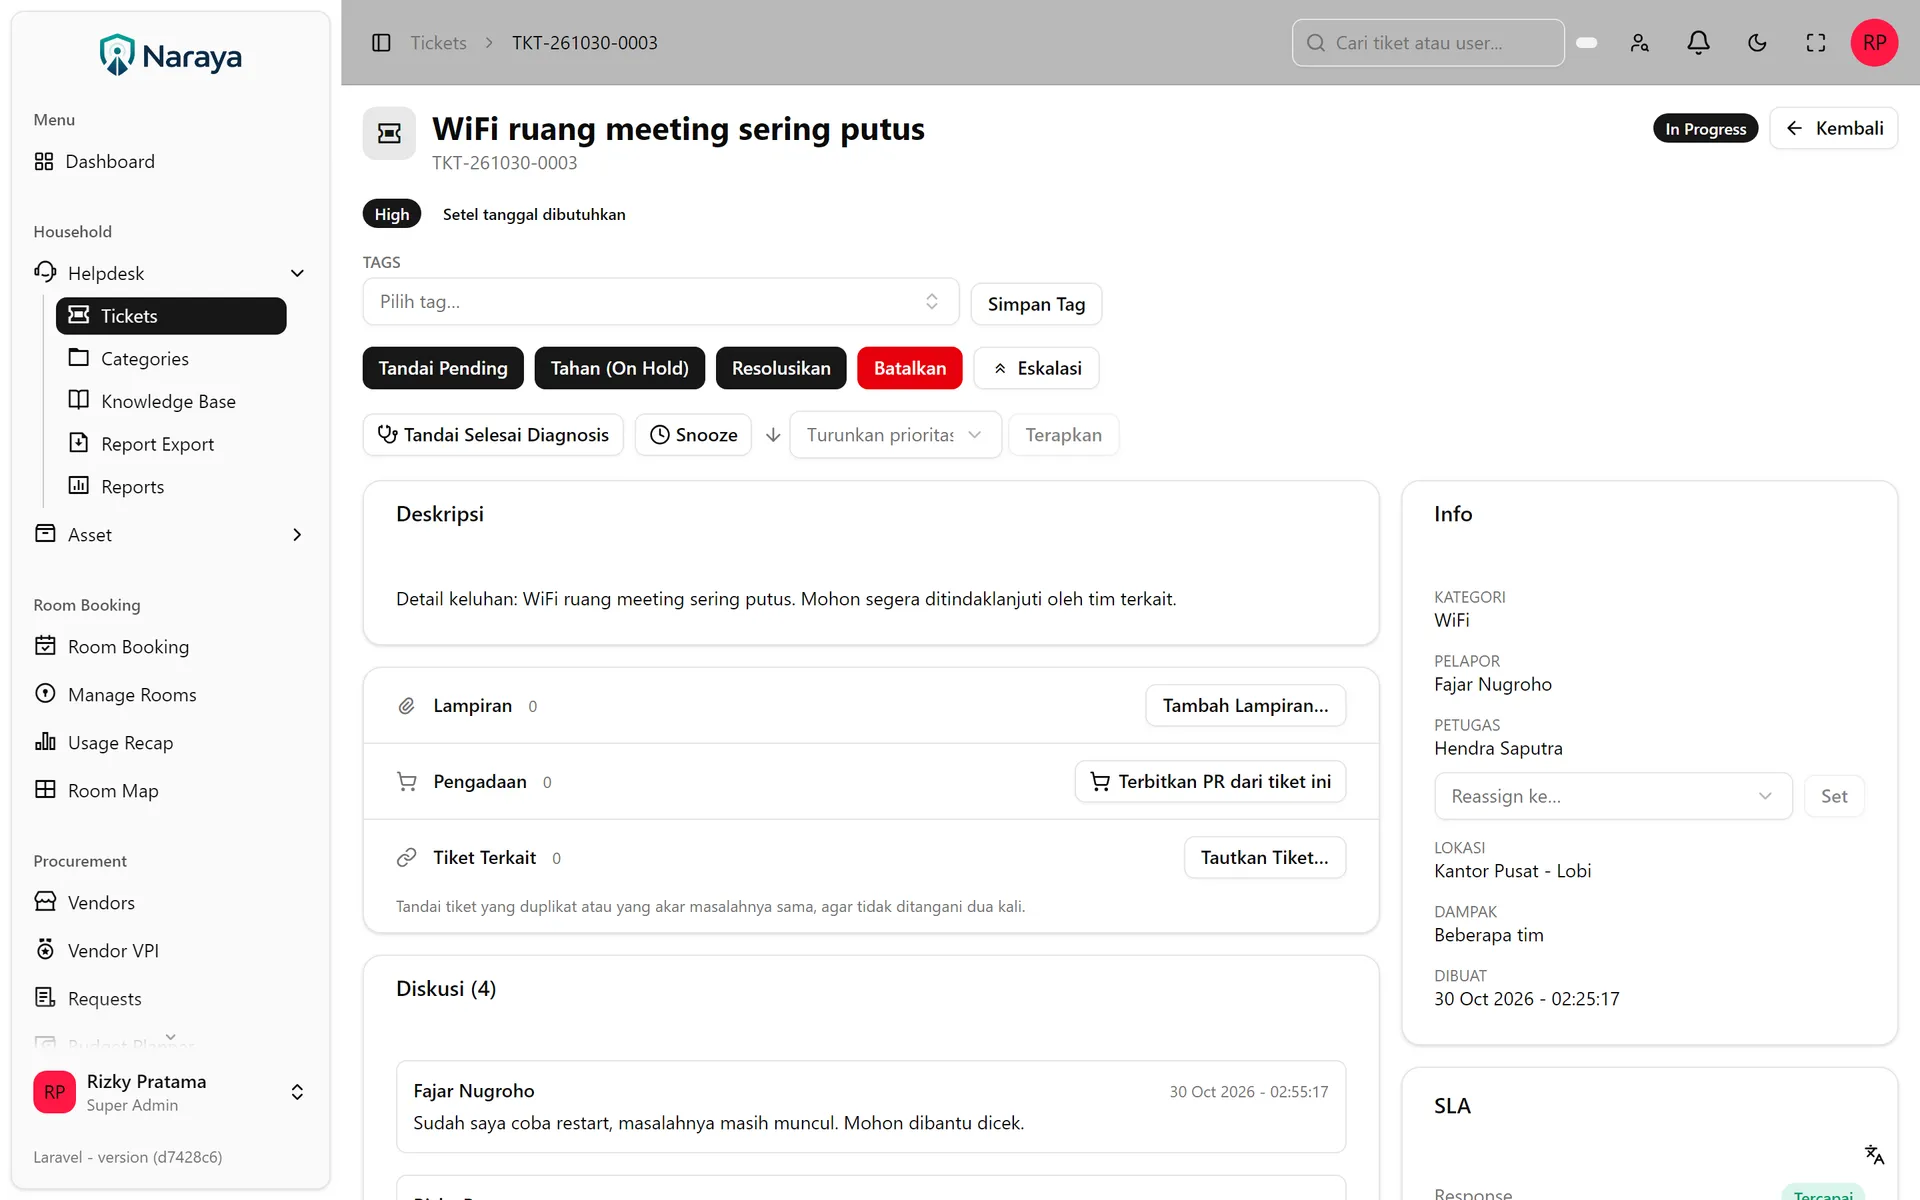 Naraya
Menu
Dashboard
Household
Helpdesk
Tickets
Categories
Knowledge Base
Report Export
Reports
Asset
Room Booking
Room Booking
Manage Rooms
Usage Recap
Room Map
Procurement
Vendors
Vendor VPI
Requests
Budget Planner
RP
Rizky Pratama
Super Admin
Laravel - version (d7428c6)
Tickets
TKT-261030-0003
Cari tiket atau user...
RP
WiFi ruang meeting sering putus
TKT-261030-0003
In Progress
Kembali
High
Setel tanggal dibutuhkan
TAGS
Pilih tag...
Simpan Tag
Tandai Pending
Tahan (On Hold)
Resolusikan
Batalkan
Eskalasi
Tandai Selesai Diagnosis
Snooze
Turunkan prioritas
Terapkan
Deskripsi
Detail keluhan: WiFi ruang meeting sering putus. Mohon segera ditindaklanjuti oleh tim terkait.
Lampiran 0
Tambah Lampiran...
Pengadaan 0
Terbitkan PR dari tiket ini
Tiket Terkait 0
Tautkan Tiket...
Tandai tiket yang duplikat atau yang akar masalahnya sama, agar tidak ditangani dua kali.
Diskusi (4)
Fajar Nugroho
30 Oct 2026 - 02:55:17
Sudah saya coba restart, masalahnya masih muncul. Mohon dibantu dicek.
Info
KATEGORI
WiFi
PELAPOR
Fajar Nugroho
PETUGAS
Hendra Saputra
Reassign ke...
Set
LOKASI
Kantor Pusat - Lobi
DAMPAK
Beberapa tim
DIBUAT
30 Oct 2026 - 02:25:17
SLA
Response
Tercapai